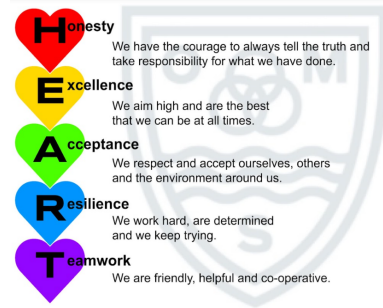 Honesty
We have the courage to always tell the truth and
take responsibility for what we have done.
Excellence
We aim high and are the best
that we can be at all times.
Acceptance
We respect and accept ourselves, others
and the environment around us.
Resilience
We work hard, are determined
and we keep trying.
Teamwork
We are friendly, helpful and co-operative.
O M
S